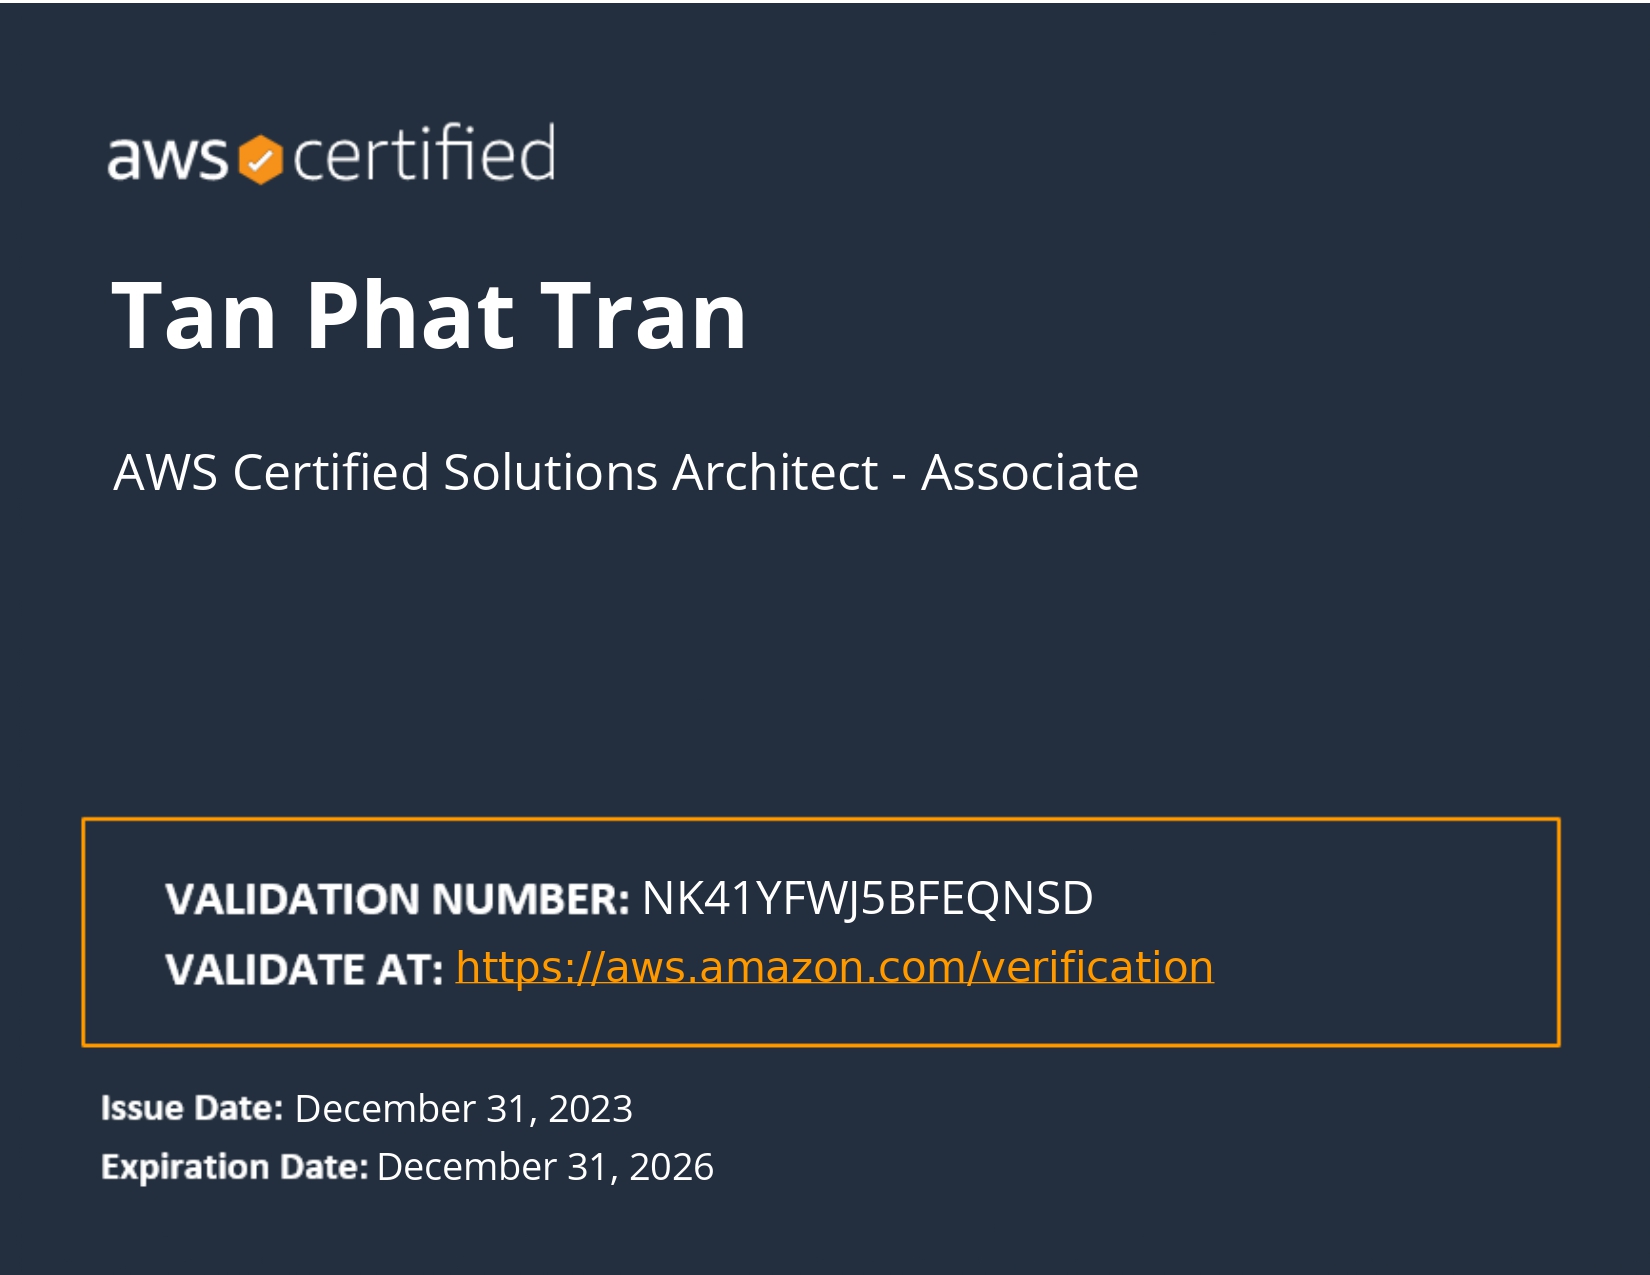 aws certified
Tan Phat Tran
AWS Certified Solutions Architect - Associate
VALIDATION NUMBER: NK41YFWJ5BFEQNSD
VALIDATE AT: https://aws.amazon.com/verification
Issue Date: December 31, 2023
Expiration Date: December 31, 2026